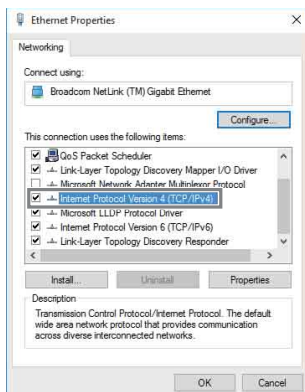 Ethernet Properties
Networking
Connect using:
Broadcom NetLink (TM) Gigabit Ethernet
Configure...
This connection uses the following items:
QoS Packet Scheduler
Link-Layer Topology Discovery Mapper I/O Driver
Microsoft Network Adapter Multiplexor Protocol
Internet Protocol Version 4 (TCP/IPv4)
Microsoft LLDP Protocol Driver
Internet Protocol Version 6 (TCP/IPv6)
Link-Layer Topology Discovery Responder
Install... Uninstall Properties
Description
Transmission Control Protocol/Internet Protocol. The default
wide area network protocol that provides communication
across diverse interconnected networks.
OK Cancel